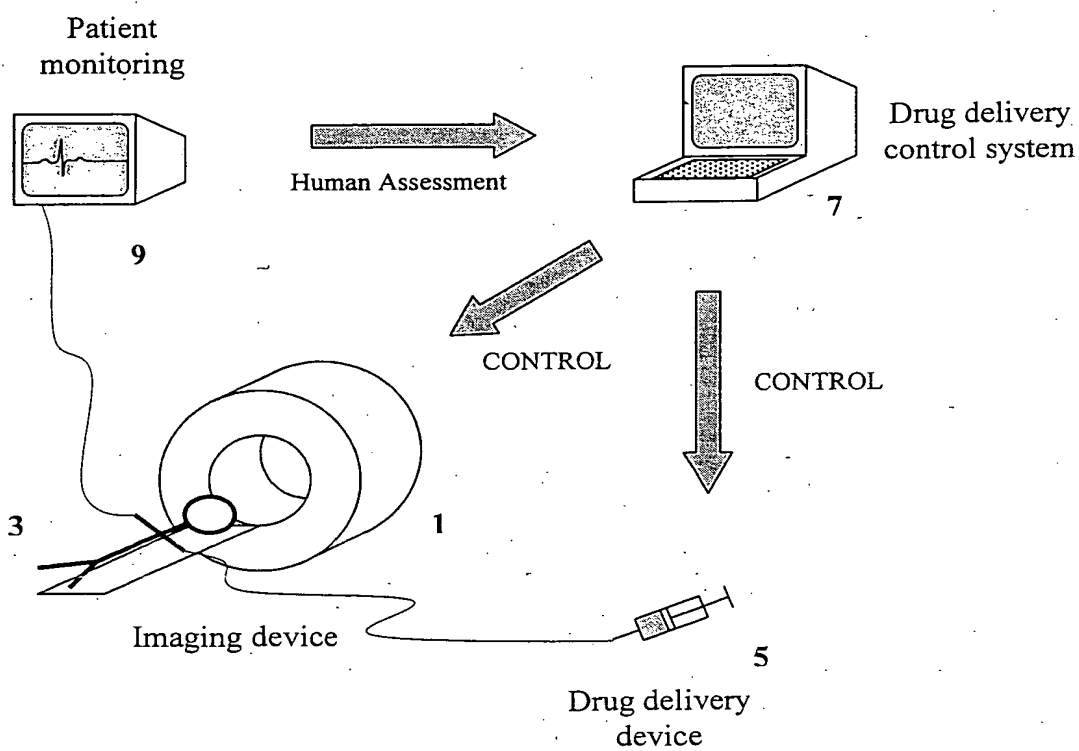 Patient
monitoring
Drug delivery
control system
Human Assessment
7
9
CONTROL
CONTROL
3
1
Imaging device
5
Drug delivery
device